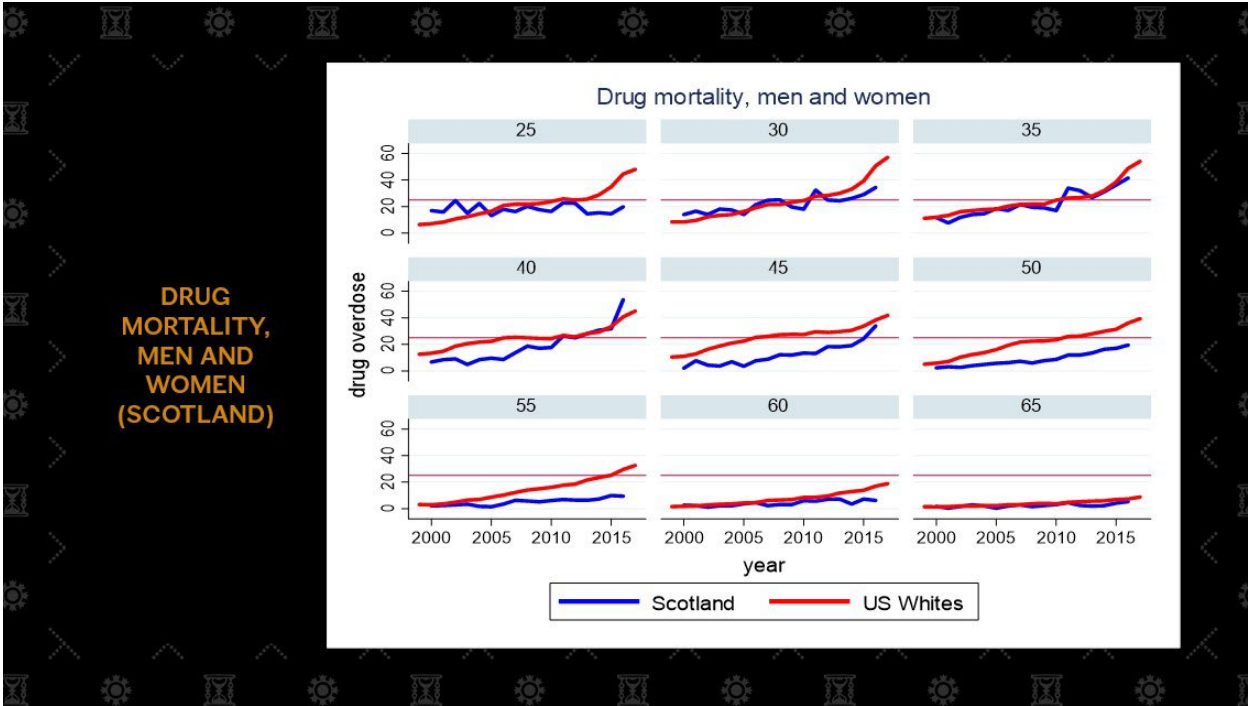 DRUG
MORTALITY,
MEN AND
WOMEN
(SCOTLAND)
Drug mortality, men and women
25 30 35
60
40
20
0
40 45 50
60
40
20
0
55 60 65
60
40
20
0
drug overdose
2000 2005 2010 2015 2000 2005 2010 2015 2000 2005 2010 2015
year
Scotland US Whites